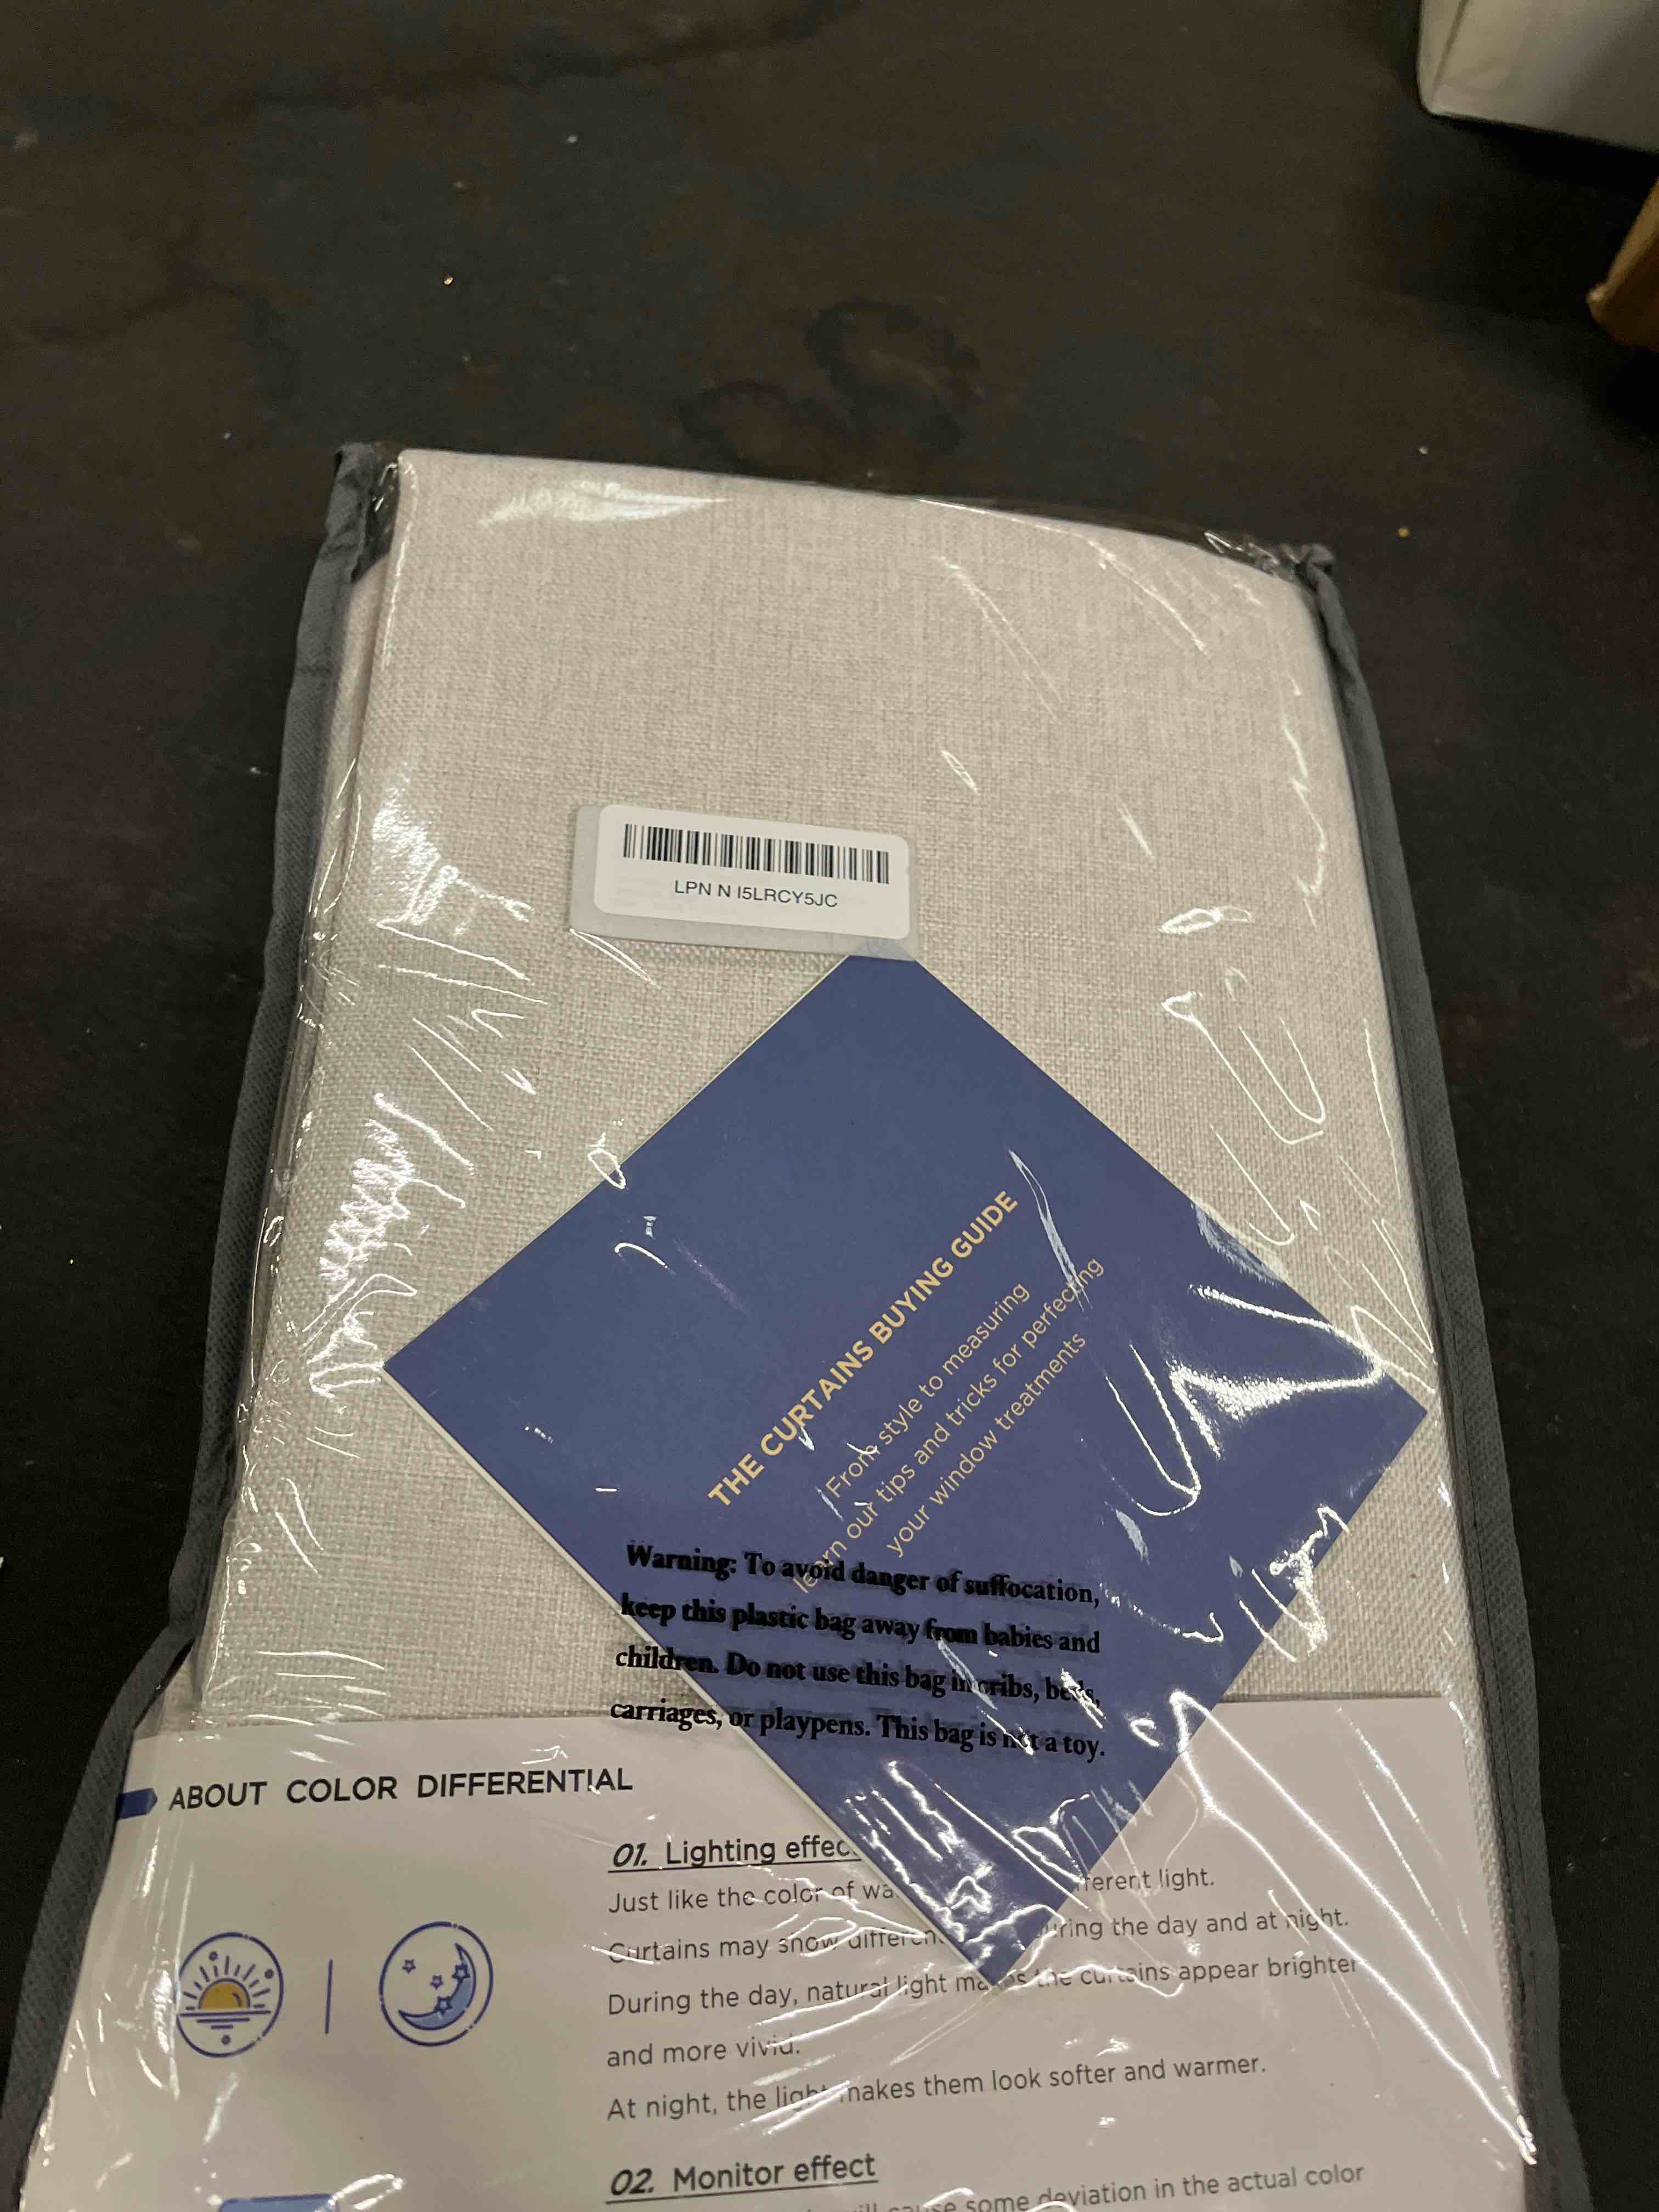 LPN N I5LRCY5JC
THE CURTAINS BUYING GUIDE
From style to measuring
learn our tips and tricks for perfecting
your window treatments
Warning: To avoid danger of suffocation,
keep this plastic bag away from babies and
children. Do not use this bag in cribs, beds,
carriages, or playpens. This bag is not a toy.
ABOUT COLOR DIFFERENTIAL
01. Lighting effec
Just like the color of light.
Curtains may show during the day and at night.
During the day, natural light makes the curtains appear brighter
and more vivid.
At night, the light makes them look softer and warmer.
02. Monitor effect
some deviation in the actual color